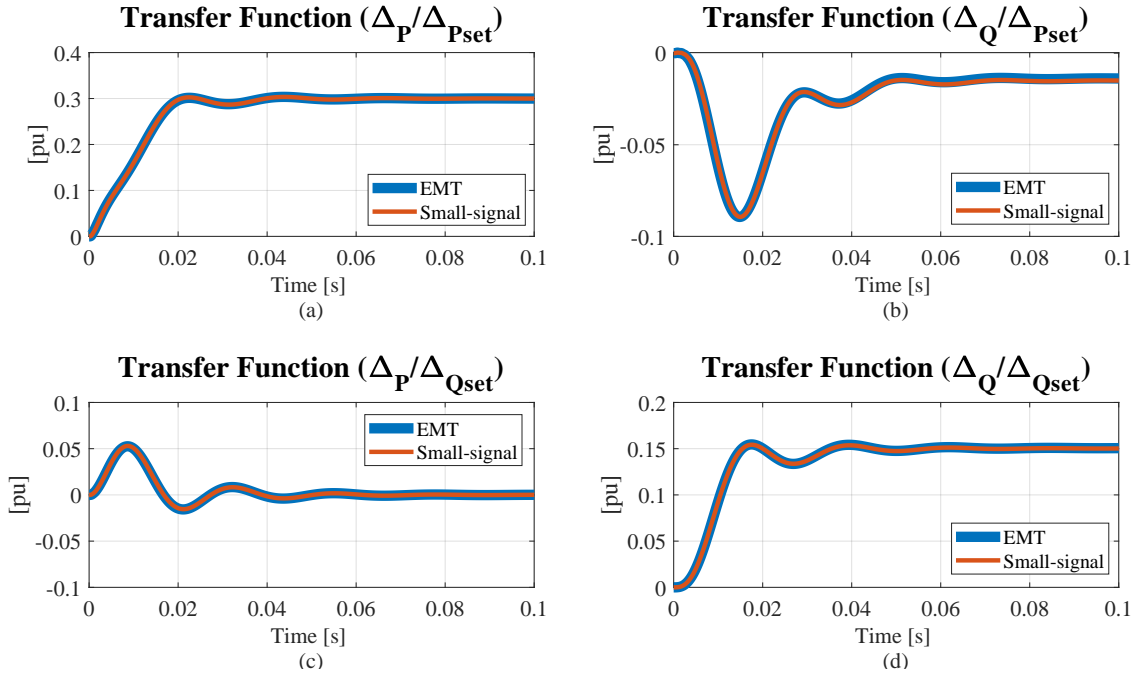 Transfer Function (Δ_P/Δ_Pset)
0.4
0.3
0.2
0.1
0
[pu]
EMT
Small-signal
0 0.02 0.04 0.06 0.08 0.1
Time [s]
(a)
Transfer Function (Δ_Q/Δ_Pset)
0
-0.05
-0.1
[pu]
EMT
Small-signal
0 0.02 0.04 0.06 0.08 0.1
Time [s]
(b)
Transfer Function (Δ_P/Δ_Qset)
0.1
0.05
0
-0.05
-0.1
[pu]
EMT
Small-signal
0 0.02 0.04 0.06 0.08 0.1
Time [s]
(c)
Transfer Function (Δ_Q/Δ_Qset)
0.2
0.15
0.1
0.05
0
[pu]
EMT
Small-signal
0 0.02 0.04 0.06 0.08 0.1
Time [s]
(d)